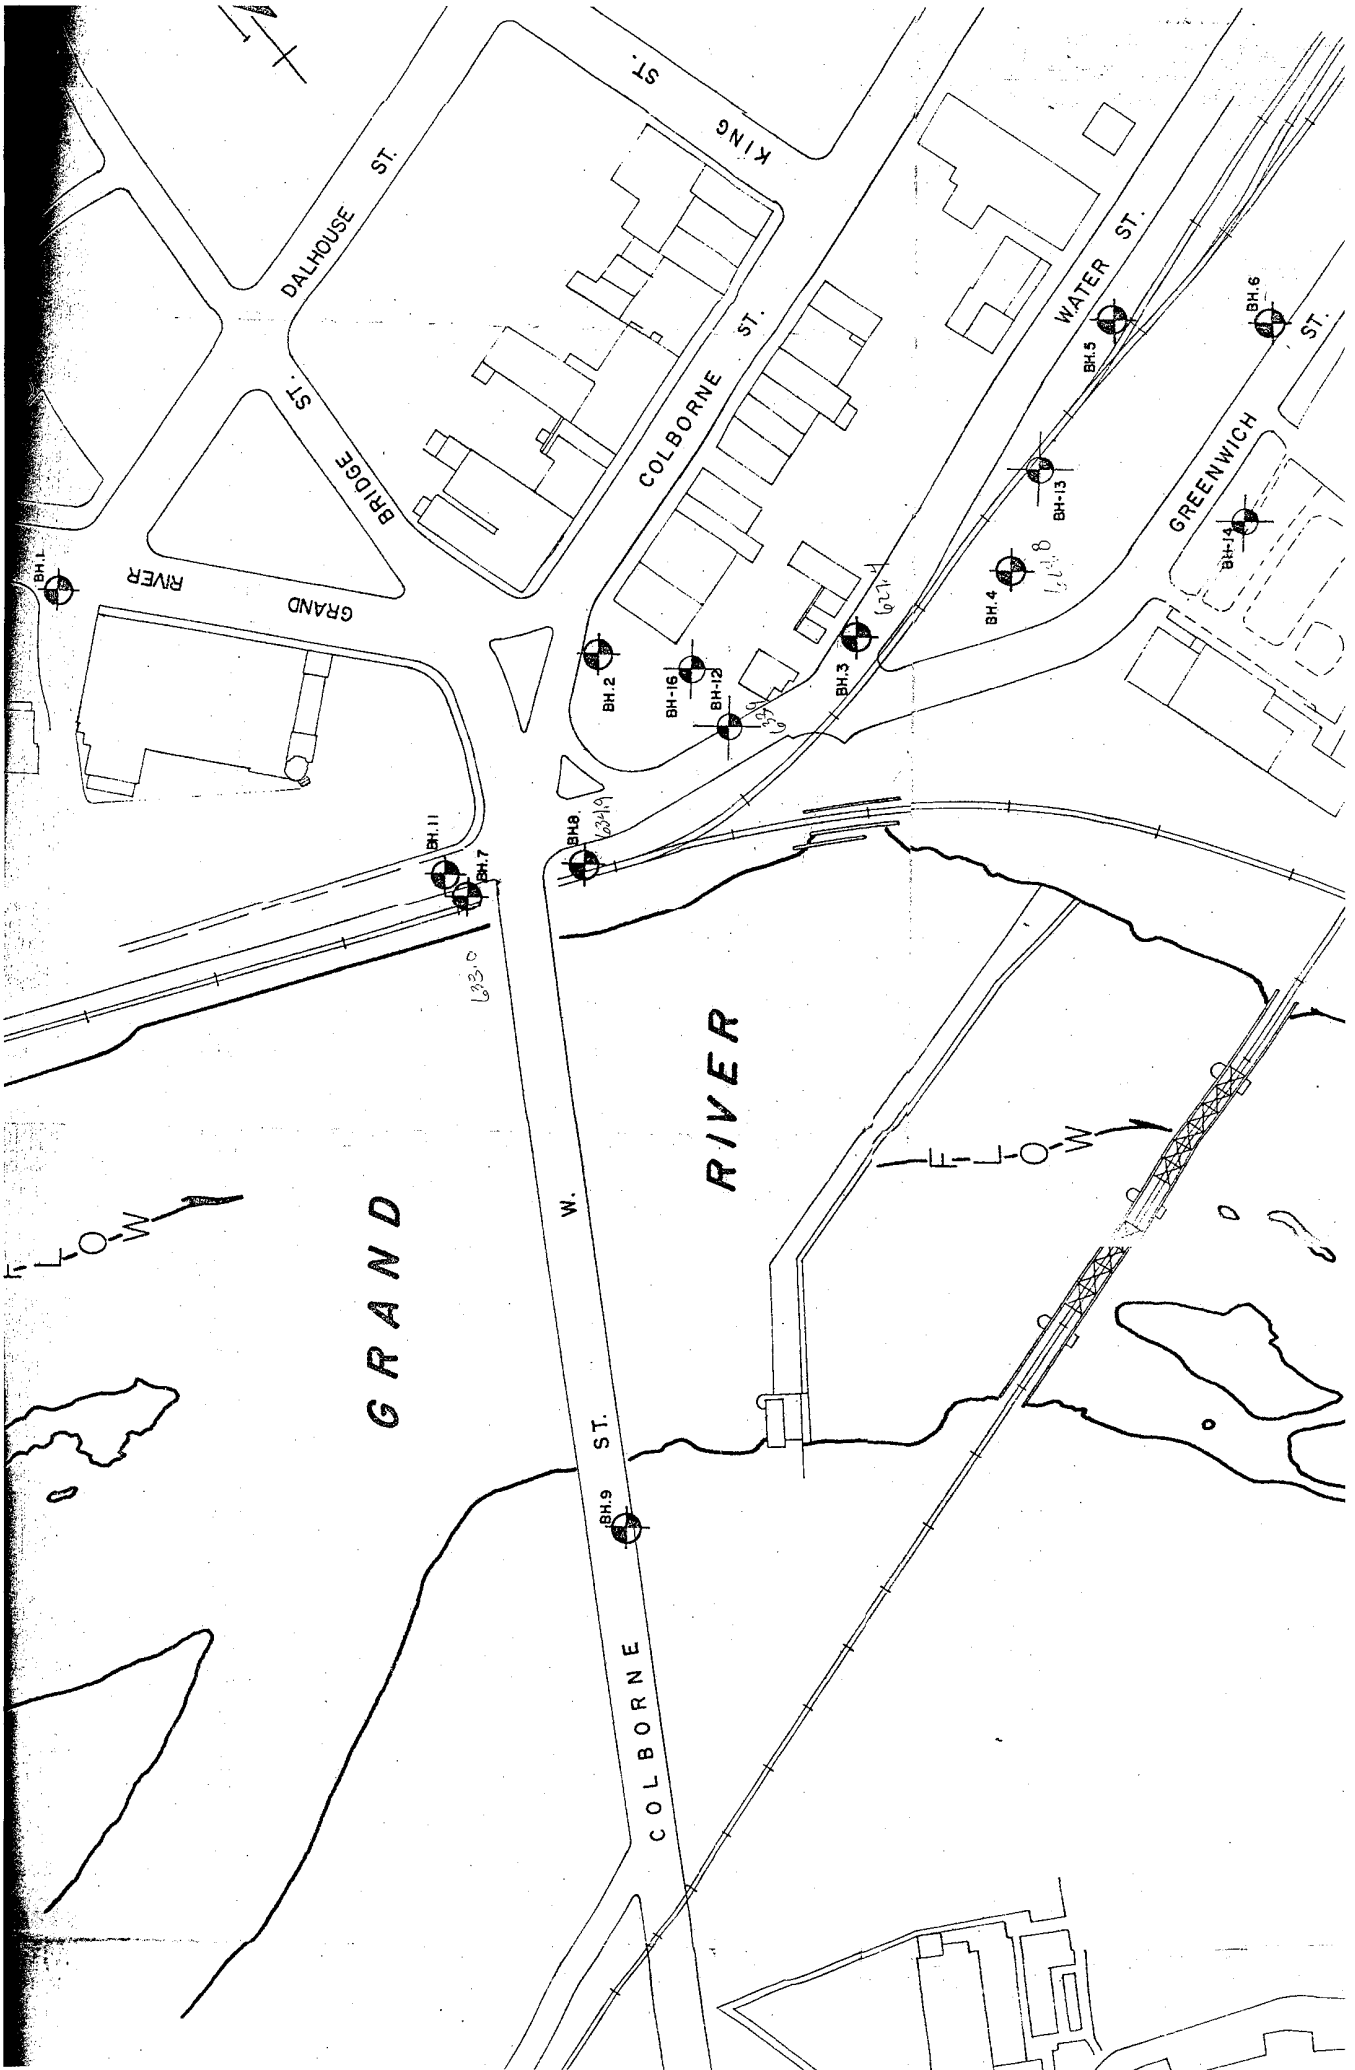 N
ST.
KING
DALHOUSE ST.
BRIDGE ST.
COLBORNE ST.
WATER ST.
GREENWICH ST.
GRAND RIVER
BH.1
BH.2
BH-16
BH-12
BH.3
627.4
BH.4
BH.5
BH.6
BH-13
BH-14
BH.11
BH.7
633.0
BH.8
634.9
GRAND RIVER
FLOW
FLOW
COLBORNE ST. W.
BH.9